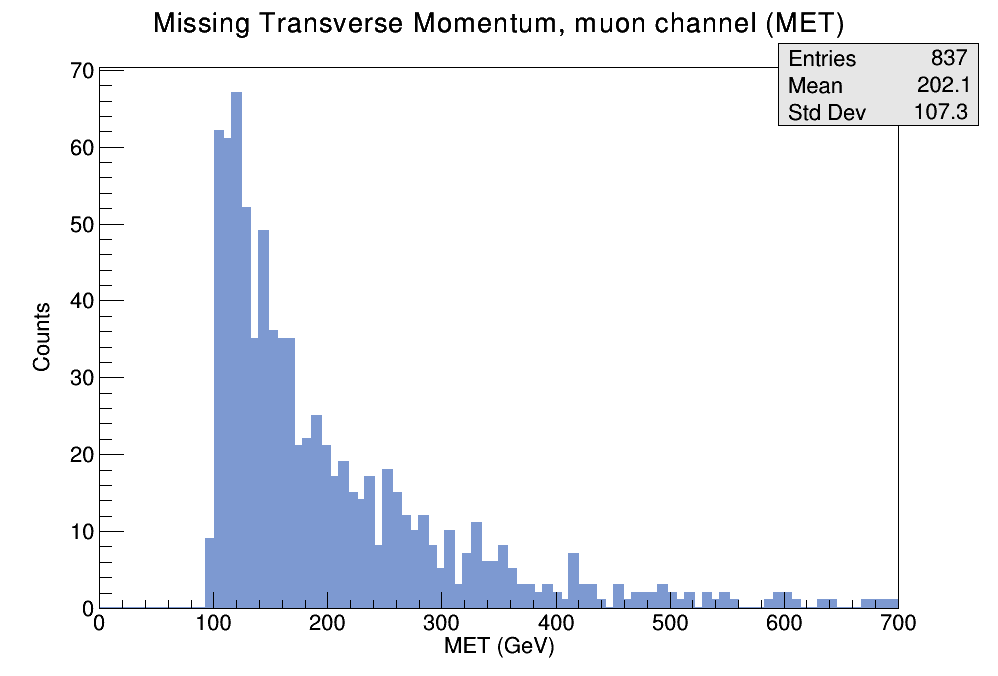 Missing Transverse Momentum, muon channel (MET)
Entries 837
Mean 202.1
Std Dev 107.3
70
60
50
40
30
20
10
0
Counts
0 100 200 300 400 500 600 700
MET (GeV)